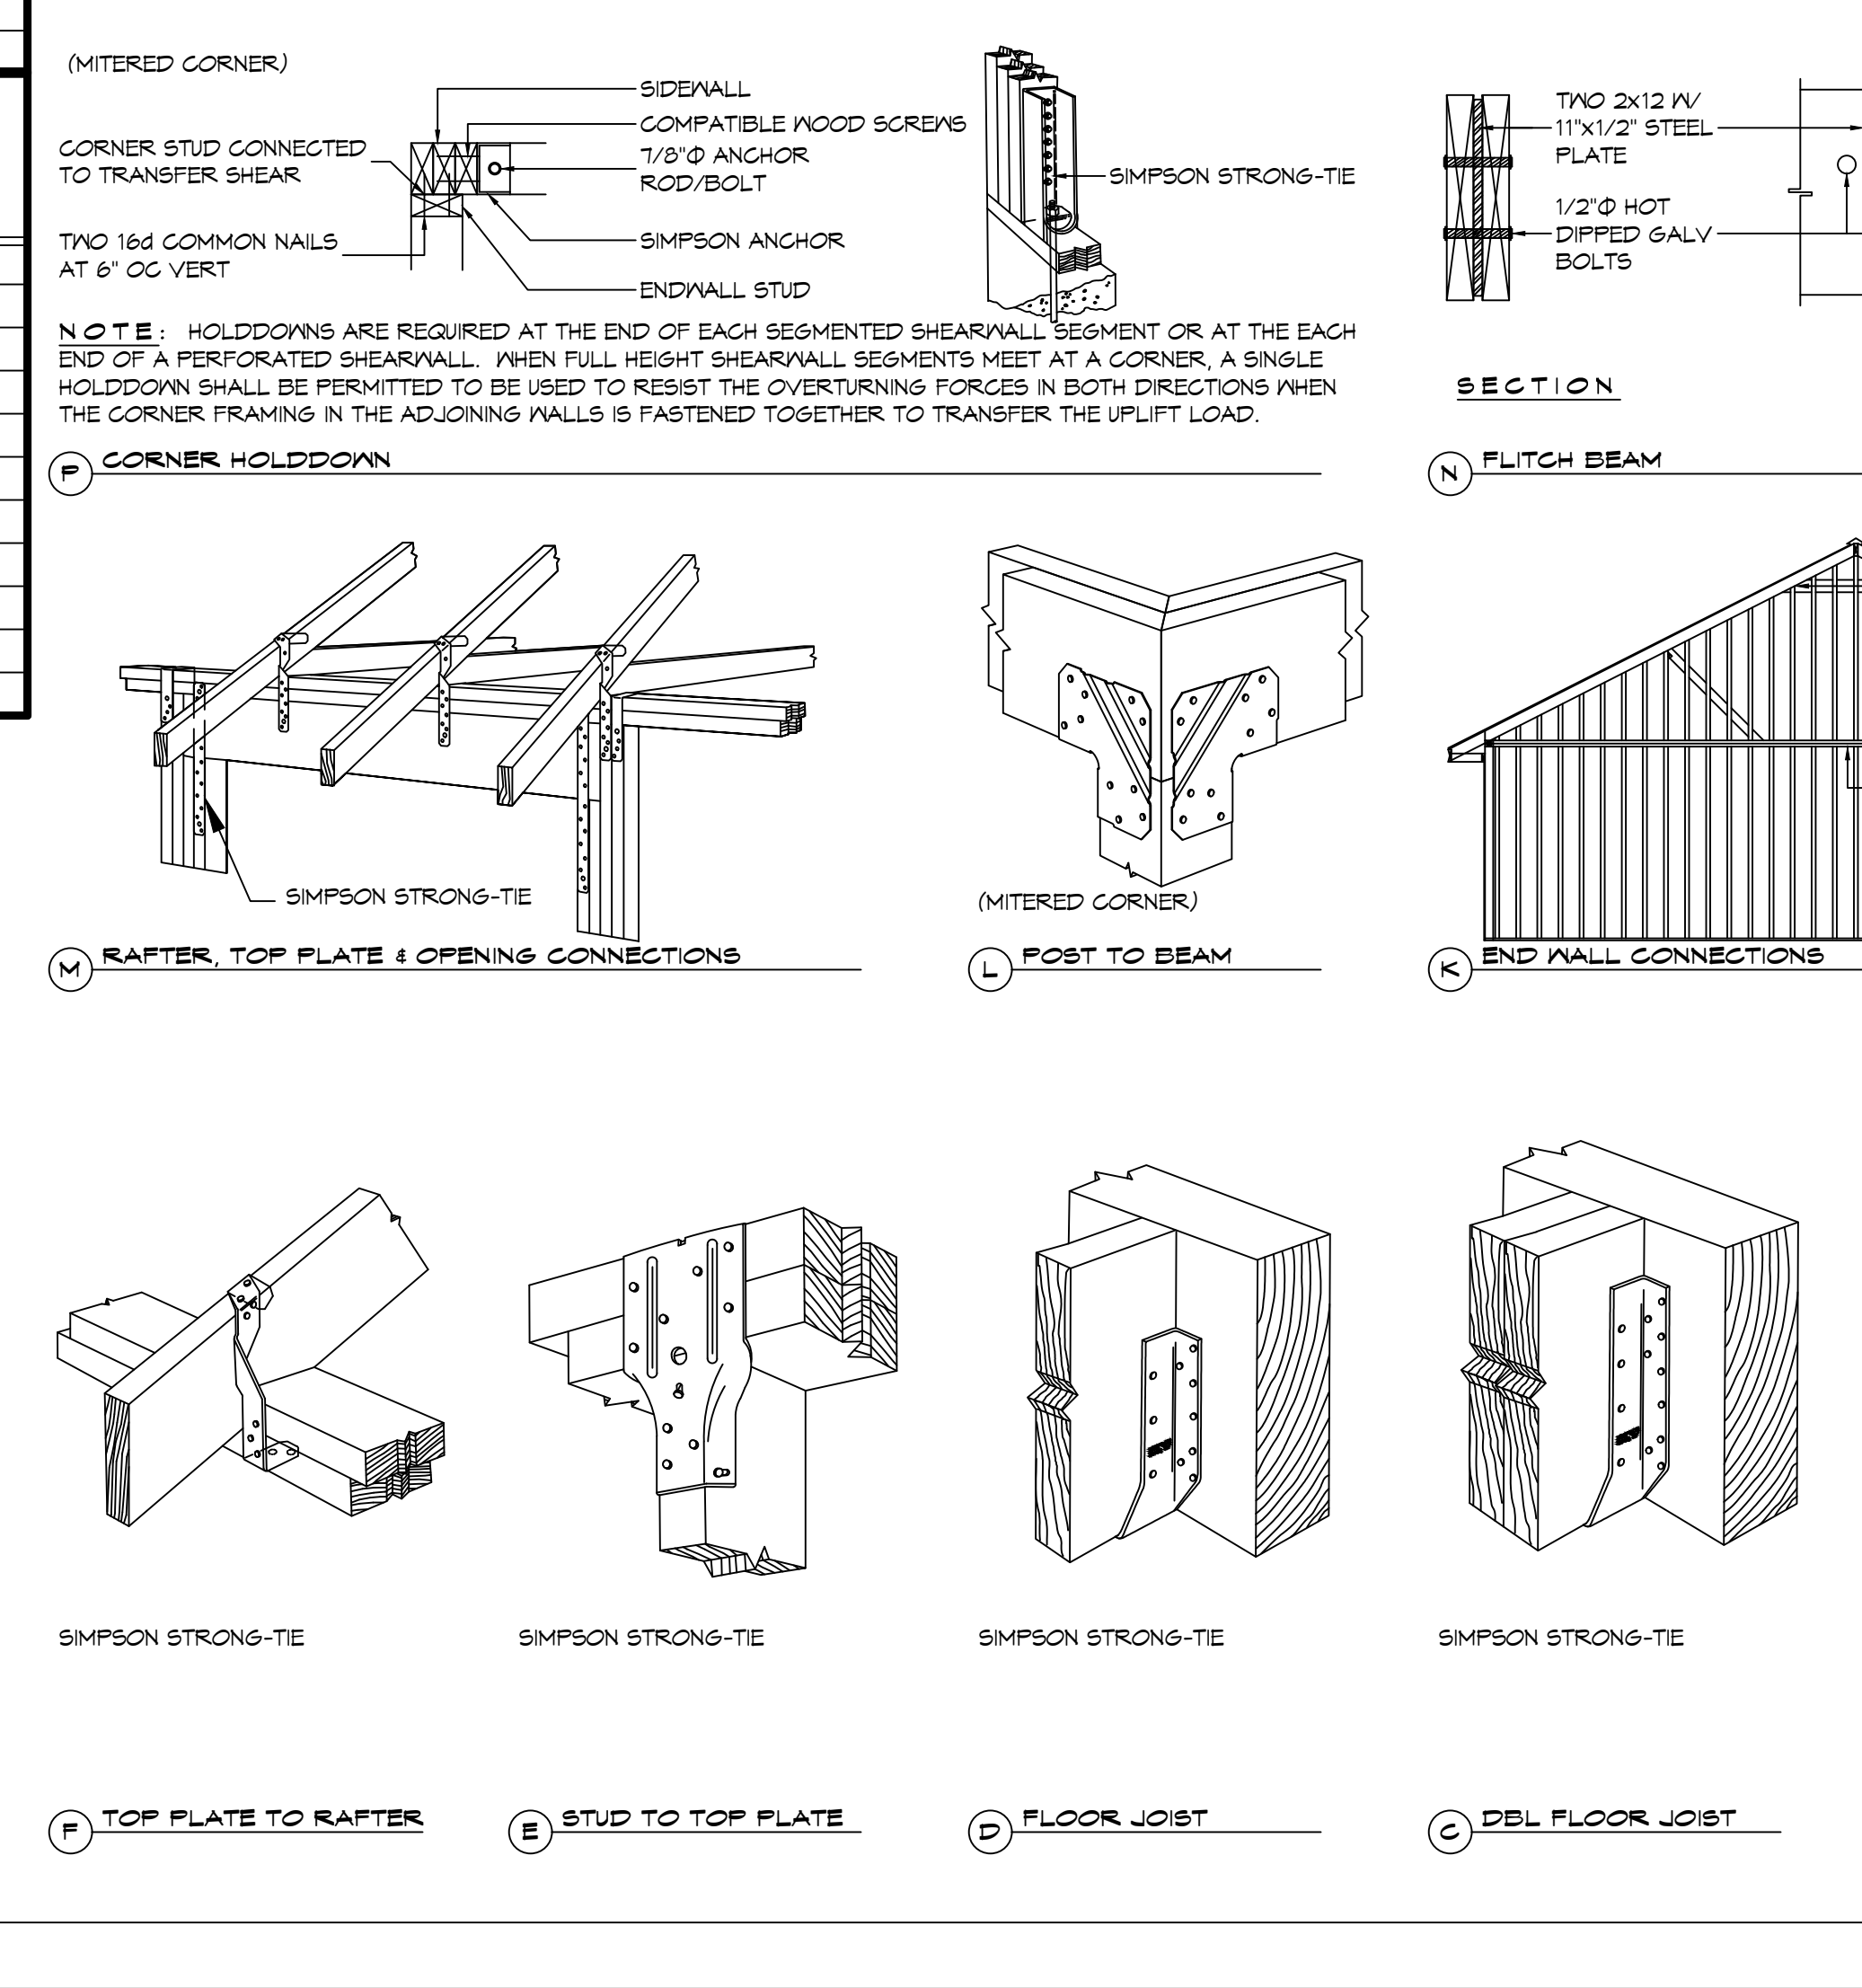 (MITERED CORNER)
CORNER STUD CONNECTED
TO TRANSFER SHEAR
TWO 16d COMMON NAILS
AT 6" OC VERT
SIDEWALL
COMPATIBLE WOOD SCREWS
7/8"Φ ANCHOR
ROD/BOLT
SIMPSON ANCHOR
ENDWALL STUD
SIMPSON STRONG-TIE
NOTE: HOLDDOWNS ARE REQUIRED AT THE END OF EACH SEGMENTED SHEARWALL SEGMENT OR AT THE EACH
END OF A PERFORATED SHEARWALL. WHEN FULL HEIGHT SHEARWALL SEGMENTS MEET AT A CORNER, A SINGLE
HOLDDOWN SHALL BE PERMITTED TO BE USED TO RESIST THE OVERTURNING FORCES IN BOTH DIRECTIONS WHEN
THE CORNER FRAMING IN THE ADJOINING WALLS IS FASTENED TOGETHER TO TRANSFER THE UPLIFT LOAD.
P CORNER HOLDDOWN
TWO 2x12 W/
11"x1/2" STEEL
PLATE
1/2"Φ HOT
DIPPED GALV
BOLTS
SECTION
N FLITCH BEAM
SIMPSON STRONG-TIE
M RAFTER, TOP PLATE & OPENING CONNECTIONS
(MITERED CORNER)
L POST TO BEAM
K END WALL CONNECTIONS
SIMPSON STRONG-TIE
F TOP PLATE TO RAFTER
SIMPSON STRONG-TIE
E STUD TO TOP PLATE
SIMPSON STRONG-TIE
D FLOOR JOIST
SIMPSON STRONG-TIE
C DBL FLOOR JOIST